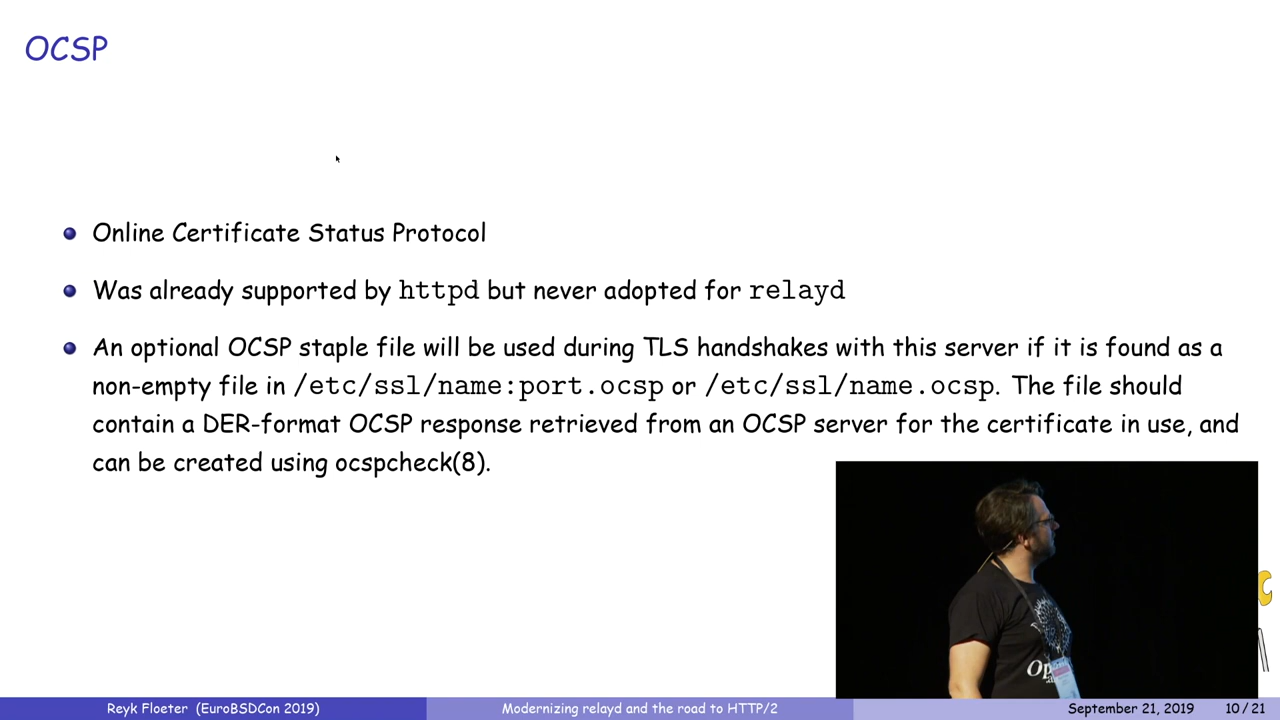 OCSP
Online Certificate Status Protocol
Was already supported by httpd but never adopted for relayd
An optional OCSP staple file will be used during TLS handshakes with this server if it is found as a
non-empty file in /etc/ssl/name:port.ocsp or /etc/ssl/name.ocsp. The file should
contain a DER-format OCSP response retrieved from an OCSP server for the certificate in use, and
can be created using ocspcheck(8).
Reyk Floeter (EuroBSDCon 2019)
Modernizing relayd and the road to HTTP/2
September 21, 2019
10 / 21